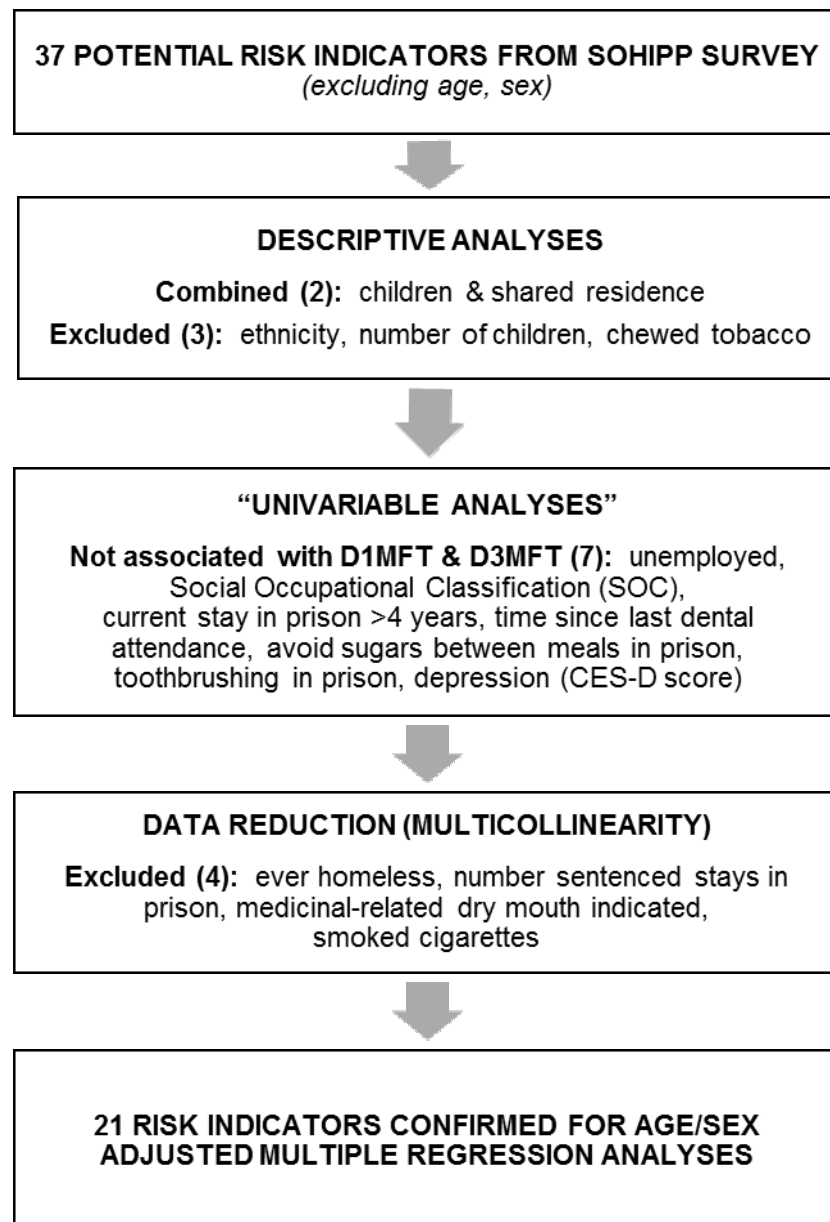 37 POTENTIAL RISK INDICATORS FROM SOHIPP SURVEY
(excluding age, sex)
DESCRIPTIVE ANALYSES
Combined (2): children & shared residence
Excluded (3): ethnicity, number of children, chewed tobacco
“UNIVARIABLE ANALYSES”
Not associated with D1MFT & D3MFT (7): unemployed,
Social Occupational Classification (SOC),
current stay in prison >4 years, time since last dental
attendance, avoid sugars between meals in prison,
toothbrushing in prison, depression (CES-D score)
DATA REDUCTION (MULTICOLLINEARITY)
Excluded (4): ever homeless, number sentenced stays in
prison, medicinal-related dry mouth indicated,
smoked cigarettes
21 RISK INDICATORS CONFIRMED FOR AGE/SEX
ADJUSTED MULTIPLE REGRESSION ANALYSES